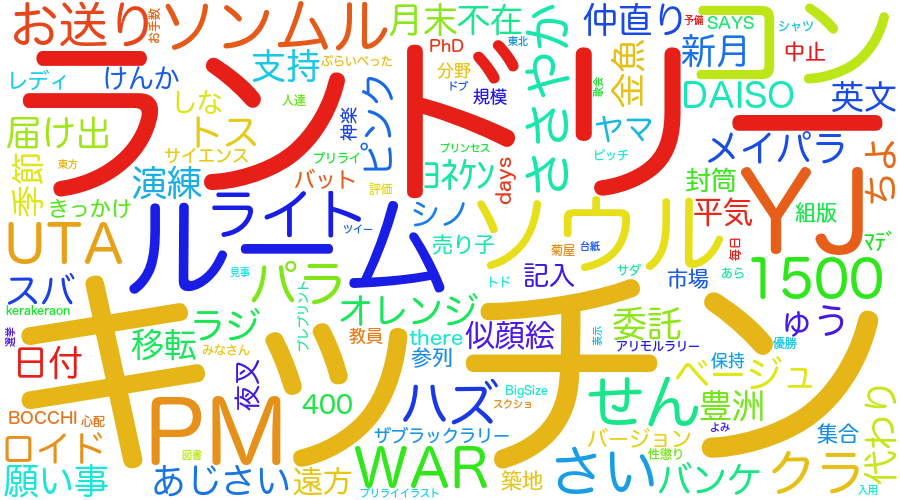 お送り
ソンムル
月末
不在
ささやか
仲直り
予備
SAYS
コン
シャツ
お手数
PhD
東北
新月
中止
レディ
けんか
支持
ぷらいべった
分野
ドブ
歌会
金魚
DAISO
英文
ランドリー
しな
人達
規模
届け出
トス
神楽
ピンク
ヤマ
メイパラ
ちょ
サイエンス
プリライ
プリンセス
ピッチ
季節
東方
演練
バット
評価
ヨネケン
days
封筒
YJ
きっかけ
ルーム
ライト
ツイー
シノ
ソウル
平気
組版
UTA
見事
売り子
菊屋
台紙
毎日
マデ
スバ
パラ
トド
記入
サダ
市場
あら
1500
kerakeraon
プレプリント
オレンジ
選挙
移転
ラジ
みなさん
教員
there
参列
似顔絵
表示
委託
アリモルラリー
ゅう
優勝
日付
キッチン
夜叉
保持
ベージュ
BOCCHI
心配
PM
400
ハズ
BigSize
スクショ
せん
豊洲
よみ
代わり
ロイド
図書
ザブラックラリー
バージョン
性懲り
集合
願い事
あじさい
遠方
WAR
プリライイラスト
築地
さい
バンケ
クラ
入用